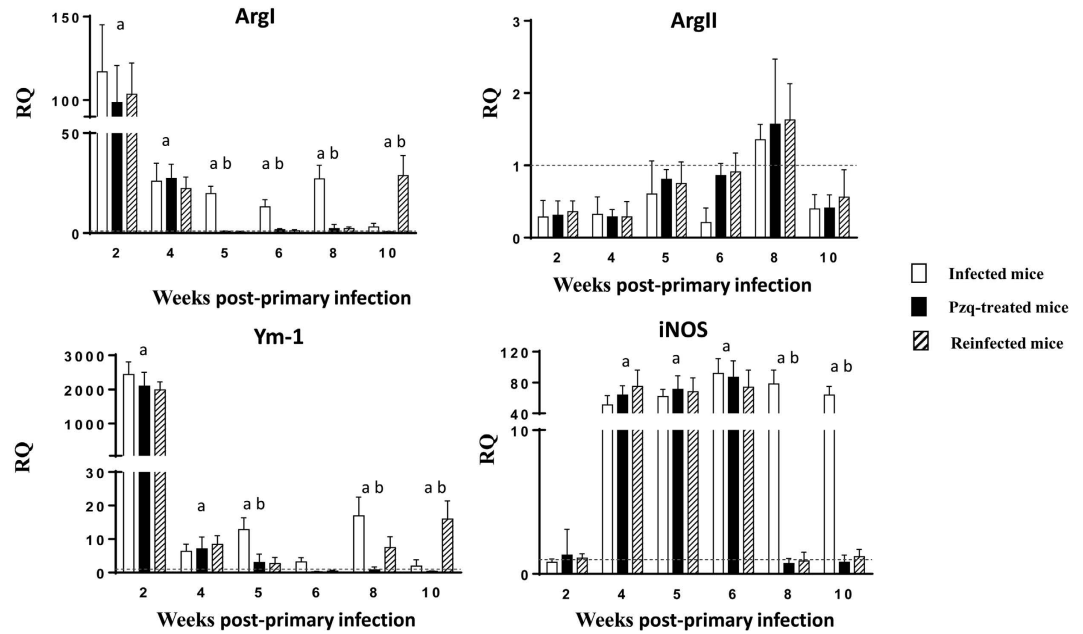 ArgI
150
100
50
0
RQ
a
a
a b
a b
a b
a b
2 4 5 6 8 10
Weeks post-primary infection
ArgII
3
2
1
0
RQ
2 4 5 6 8 10
Weeks post-primary infection
Infected mice
Pzq-treated mice
Reinfected mice
Ym-1
3000
2000
1000
30
20
10
0
RQ
a
a
a b
a b
a b
2 4 5 6 8 10
Weeks post-primary infection
iNOS
120
80
40
10
0
RQ
a
a
a
a b
a b
2 4 5 6 8 10
Weeks post-primary infection